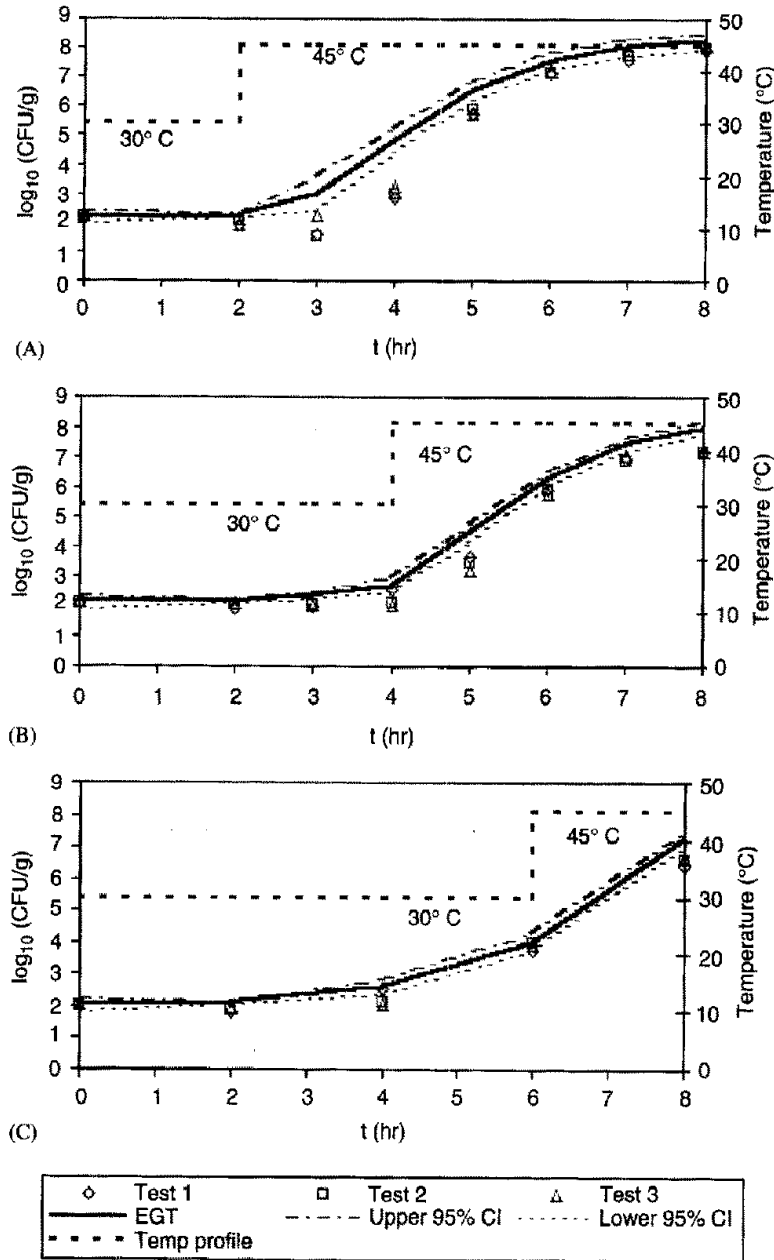 9
8
7
6
5
4
3
2
1
0
log10 (CFU/g)
30° C
45° C
50
40
30
20
10
0
Temperature (°C)
0 1 2 3 4 5 6 7 8
(A)
t (hr)
9
8
7
6
5
4
3
2
1
0
log10 (CFU/g)
30° C
45° C
50
40
30
20
10
0
Temperature (°C)
0 1 2 3 4 5 6 7 8
(B)
t (hr)
9
8
7
6
5
4
3
2
1
0
log10 (CFU/g)
30° C
45° C
50
40
30
20
10
0
Temperature (°C)
0 1 2 3 4 5 6 7 8
(C)
t (hr)
Test 1 Test 2 Test 3
EGT Upper 95% CI Lower 95% CI
Temp profile